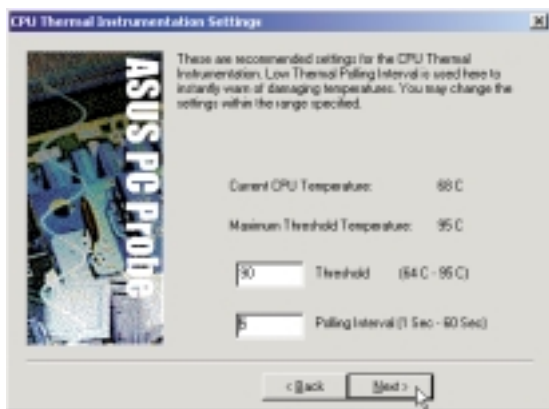 CPU Thermal Instrumentation Settings
ASUS PC Probe
These are recommended settings for the CPU Thermal
Instrumentation. Low Thermal Polling Interval is used here to
instantly warn of damaging temperatures. You may change the
settings within the range specified.
Current CPU Temperature: 68 C
Maximum Threshold Temperature: 95 C
90 Threshold (64 C - 95 C)
Polling Interval (1 Sec - 60 Sec)
< Back Next >